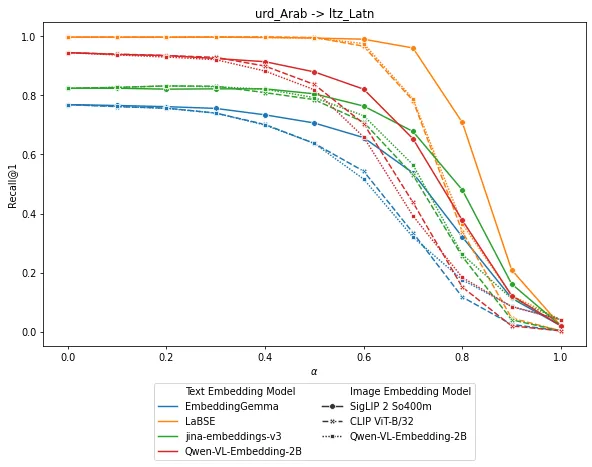 urd_Arab -> ltz_Latn
Recall@1
1.0
0.8
0.6
0.4
0.2
0.0
0.0 0.2 0.4 0.6 0.8 1.0
α
Text Embedding Model
EmbeddingGemma
LaBSE
jina-embeddings-v3
Qwen-VL-Embedding-2B
Image Embedding Model
SigLIP 2 So400m
CLIP ViT-B/32
Qwen-VL-Embedding-2B